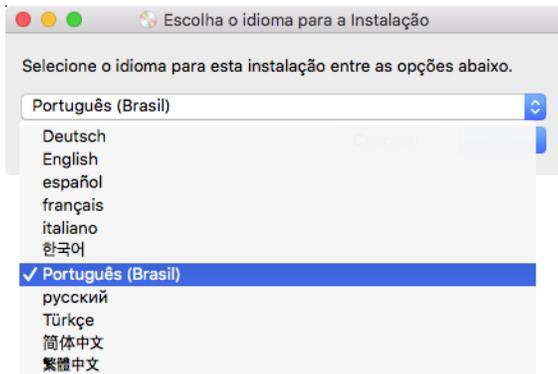 Escolha o idioma para a Instalação
Selecione o idioma para esta instalação entre as opções abaixo.
Português (Brasil)
Deutsch
English
español
français
italiano
한국어
✓ Português (Brasil)
русский
Türkçe
简体中文
繁體中文